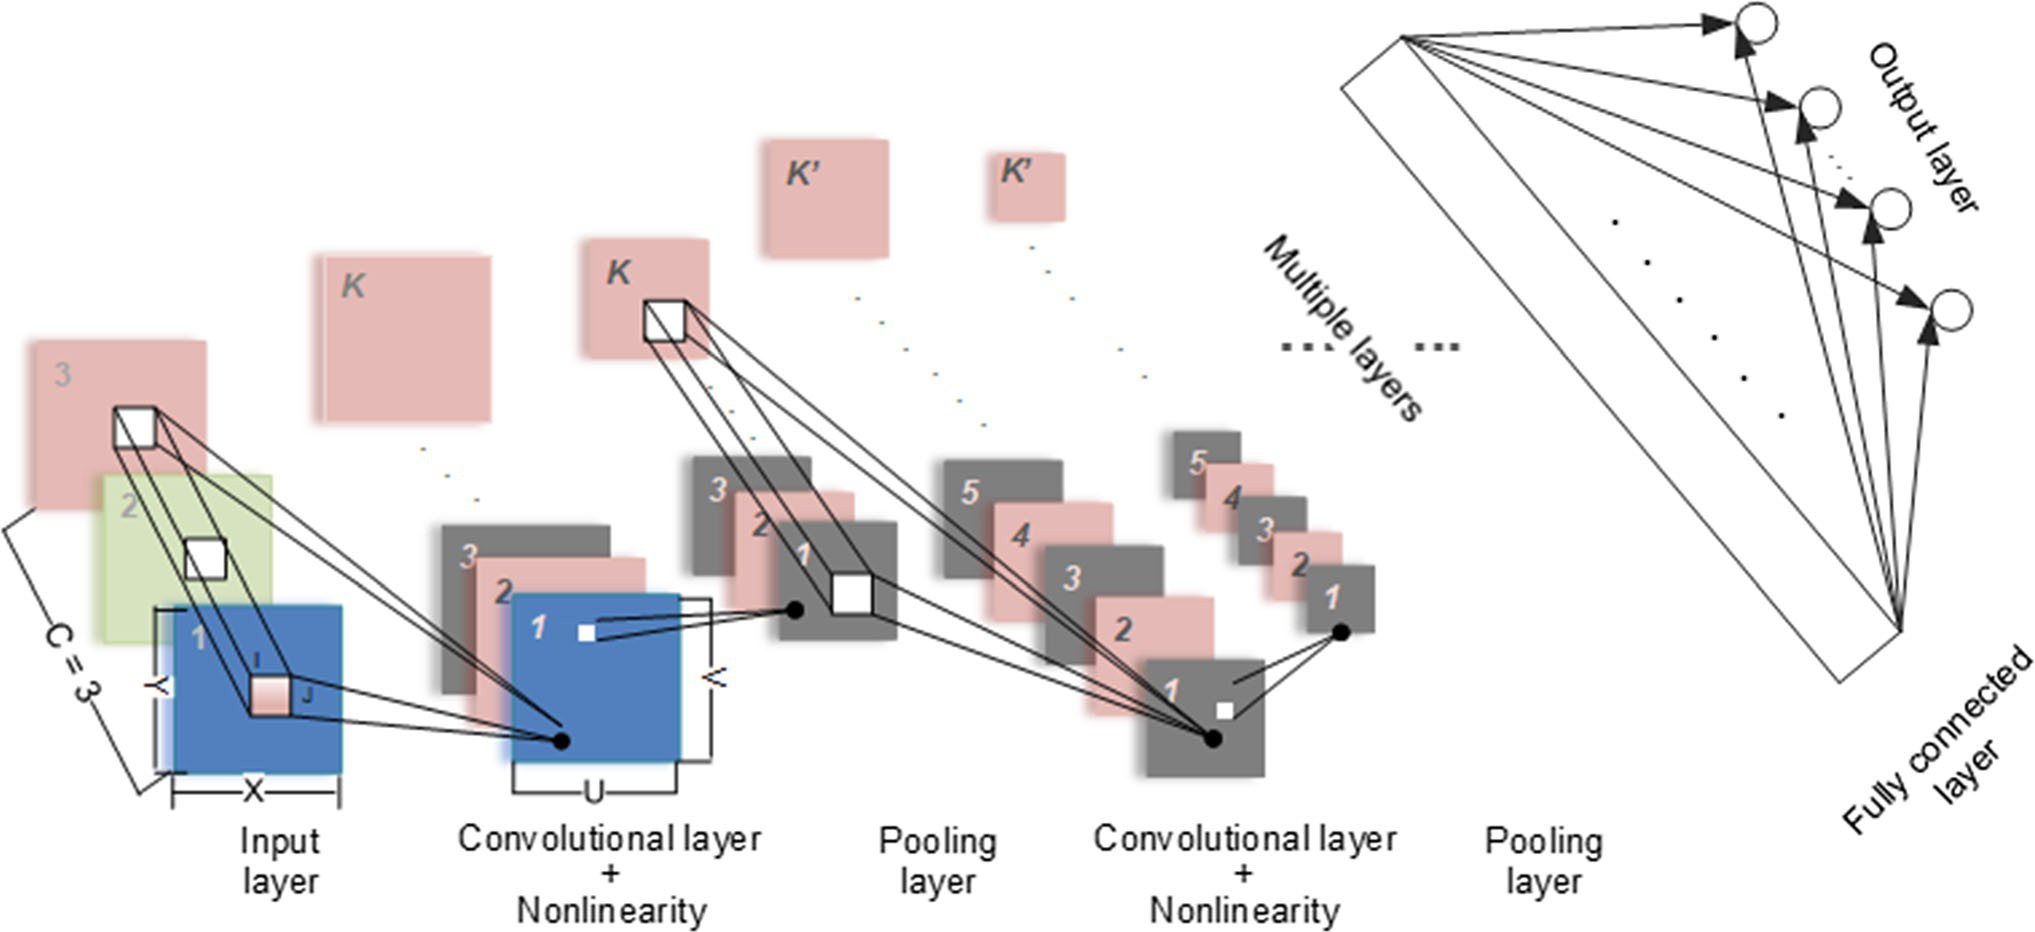 3
2
1
I
J
C = 3
Y
X
K
3
2
1
V
U
K
3
2
1
K’
5
4
3
2
1
K’
5
4
3
2
1
Multiple layers
Output layer
Fully connected
layer
Input
layer
Convolutional layer
+
Nonlinearity
Pooling
layer
Convolutional layer
+
Nonlinearity
Pooling
layer